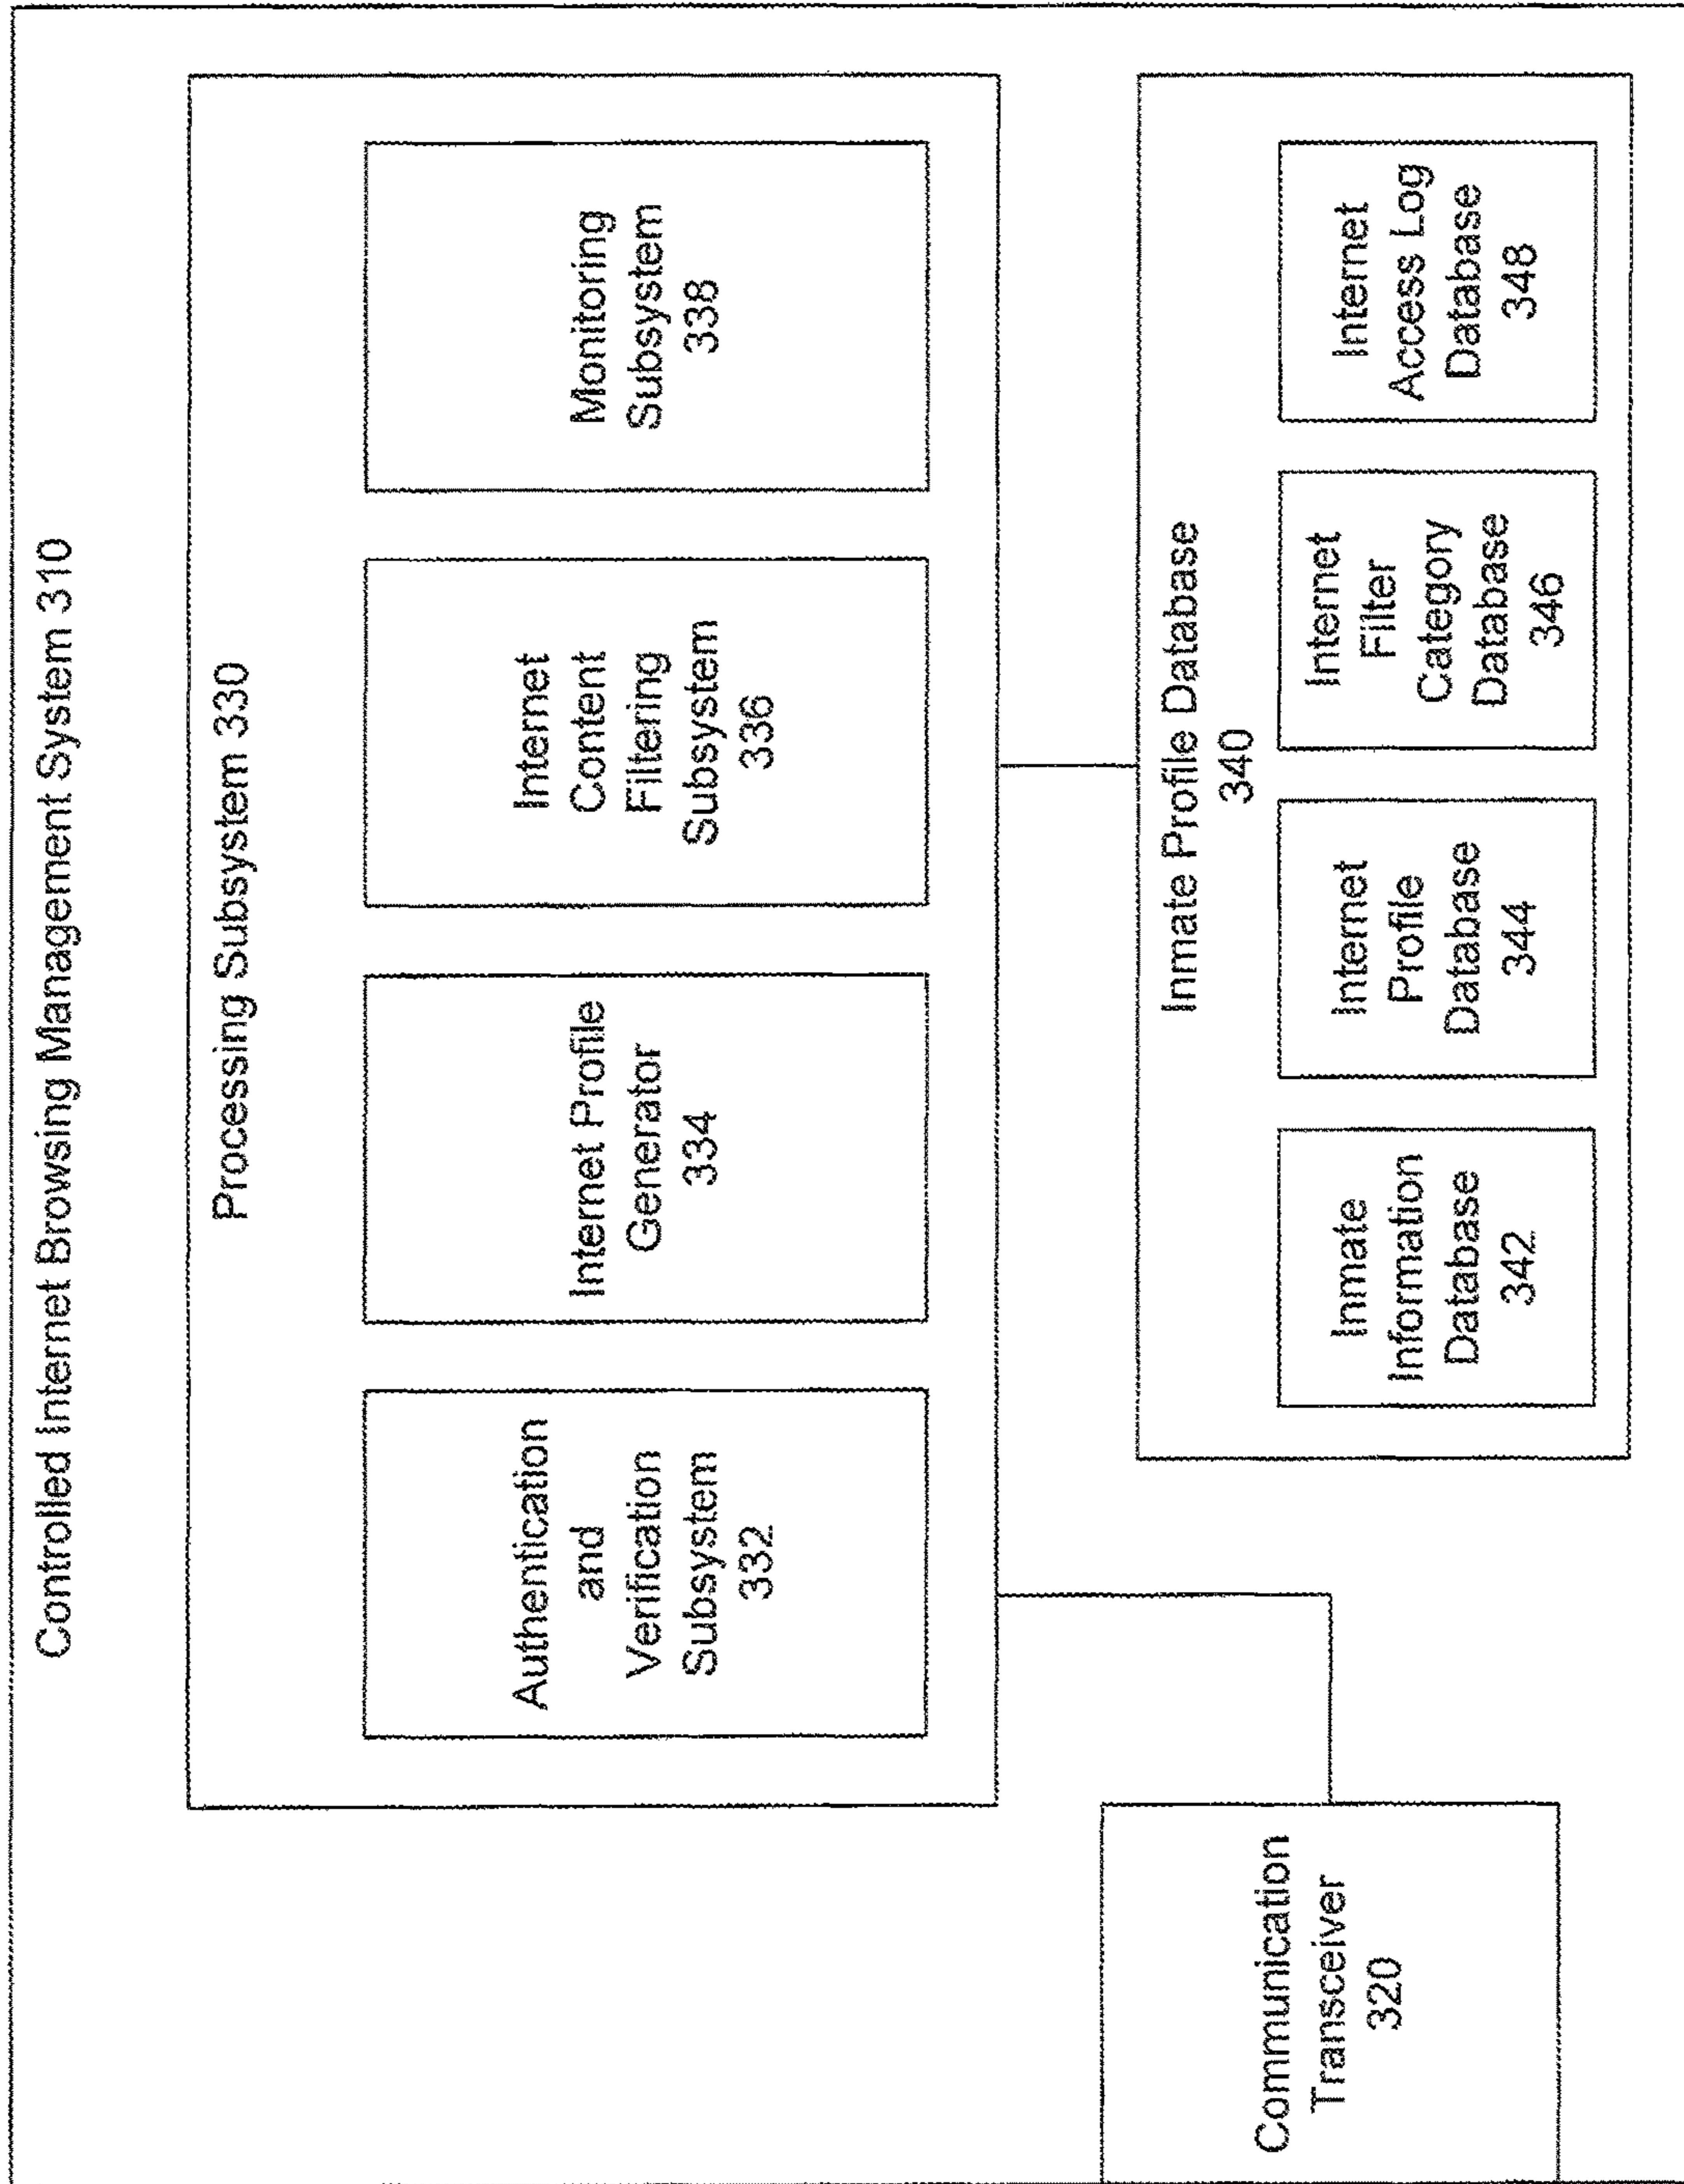 Controlled Internet Browsing Management System 310
Processing Subsystem 330
Authentication
and
Verification
Subsystem
332
Internet Profile
Generator
334
Internet
Content
Filtering
Subsystem
336
Monitoring
Subsystem
338
Communication
Transceiver
320
Inmate Profile Database
340
Inmate
Information
Database
342
Internet
Profile
Database
344
Internet
Filter
Category
Database
346
Internet
Access Log
Database
348